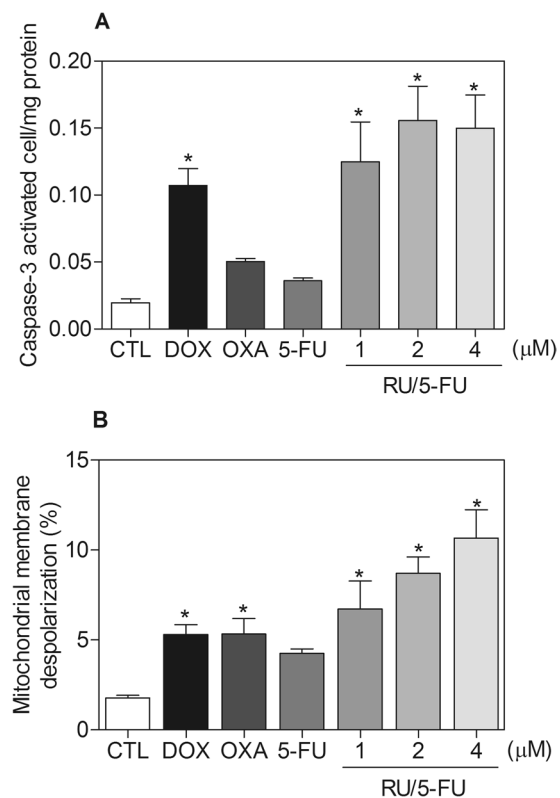 A
Caspase-3 activated cell/mg protein
0.20
0.15
0.10
0.05
0.00
* * * *
CTL DOX OXA 5-FU 1 2 4 (μM)
RU/5-FU
B
Mitochondrial membrane
despolarization (%)
15
10
5
0
* * * * *
CTL DOX OXA 5-FU 1 2 4 (μM)
RU/5-FU